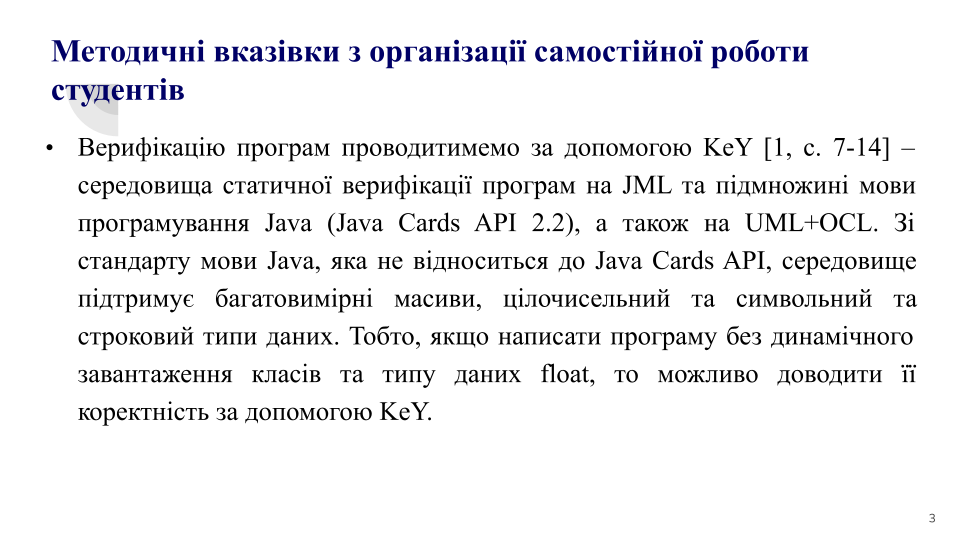 Методичні вказівки з організації самостійної роботи
студентів
• Верифікацію програм проводитимемо за допомогою KeY [1, с. 7-14] –
середовища статичної верифікації програм на JML та підмножині мови
програмування Java (Java Cards API 2.2), а також на UML+OCL. Зі
стандарту мови Java, яка не відноситься до Java Cards API, середовище
підтримує багатовимірні масиви, цілочисельний та символьний та
строковий типи даних. Тобто, якщо написати програму без динамічного
завантаження класів та типу даних float, то можливо доводити її
коректність за допомогою KeY.
3